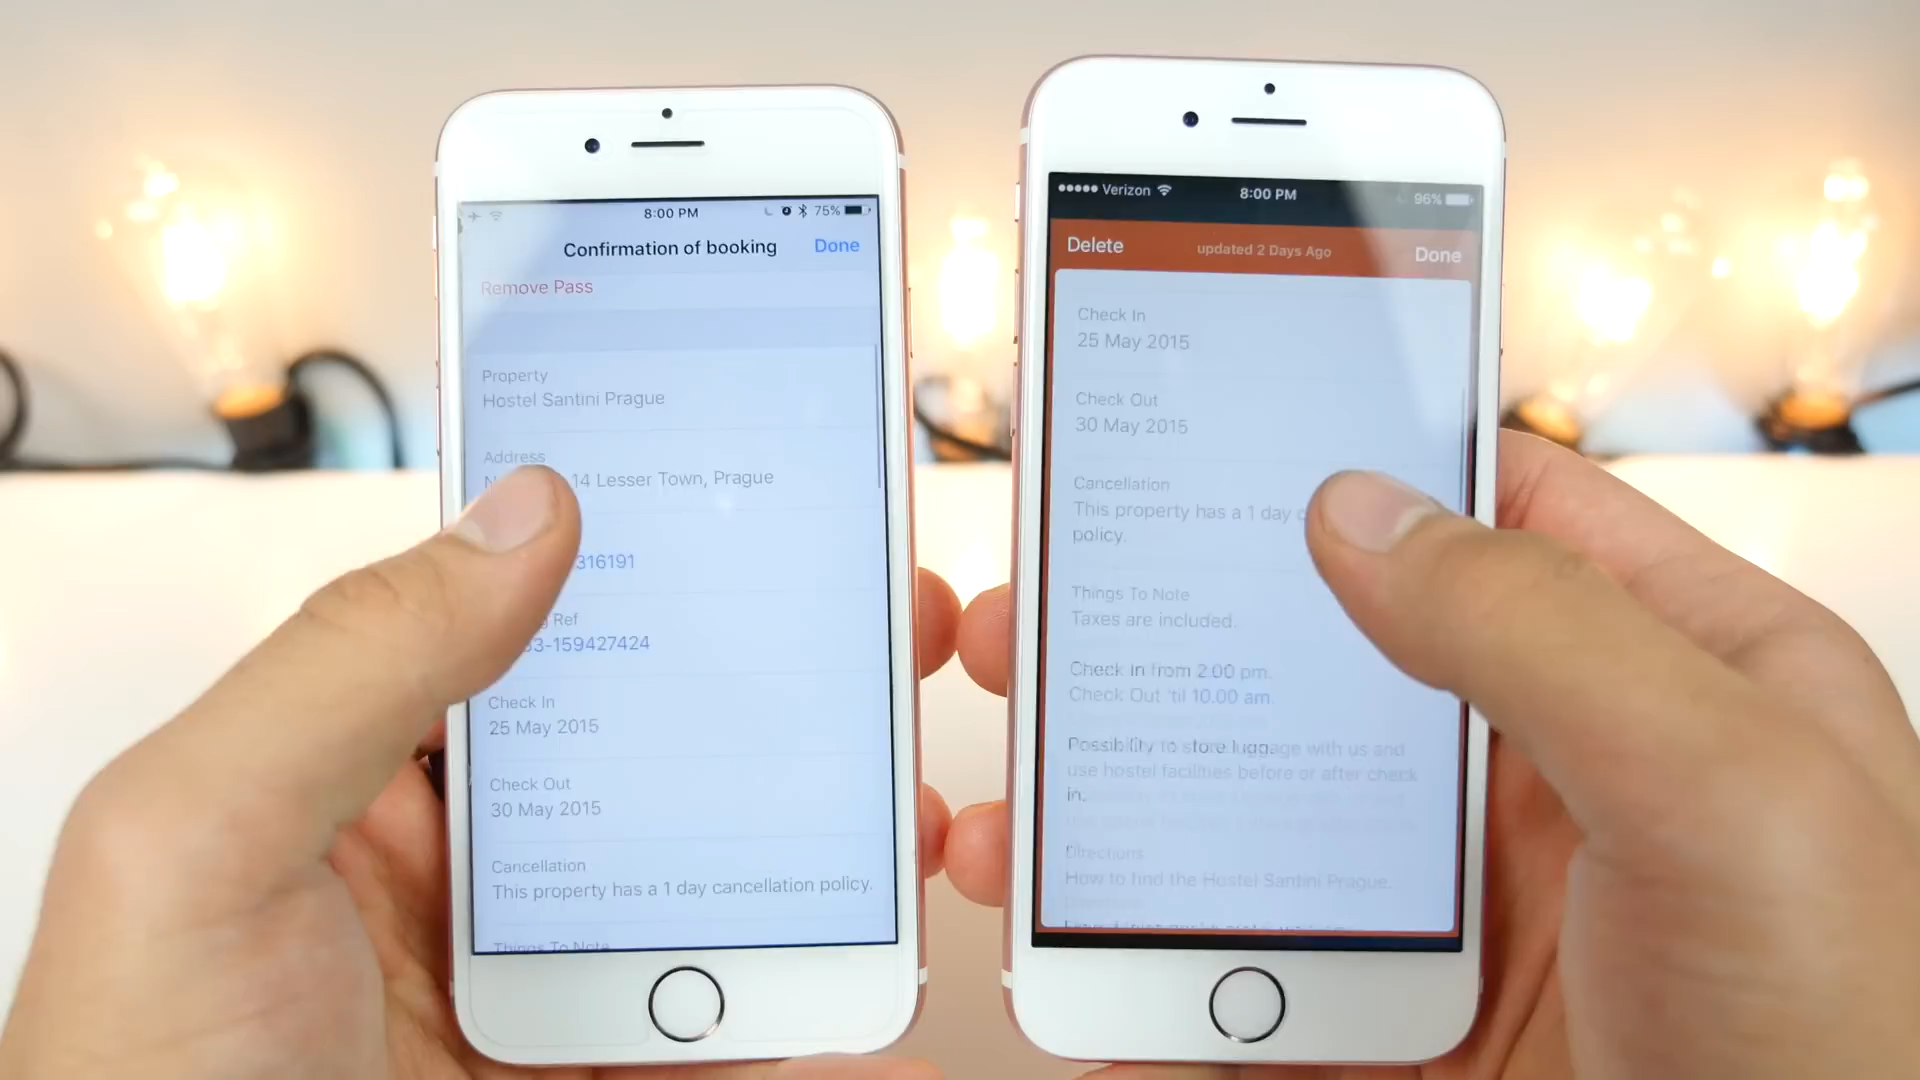 8:00 PM
75%
Confirmation of booking
Done
Remove Pass
Property
Hostel Santini Prague
Address
14 Lesser Town, Prague
316191
Ref
3-159427424
Check In
25 May 2015
Check Out
30 May 2015
Cancellation
This property has a 1 day cancellation policy.
Things To Note
Verizon
8:00 PM
96%
Delete
updated 2 Days Ago
Done
Check In
25 May 2015
Check Out
30 May 2015
Cancellation
This property has a 1 day
policy.
Things To Note
Taxes are included.
Check In from 2.00 pm.
Check Out 'til 10.00 am.
Possibility to store luggage with us and
use hostel facilities before or after check
in.
Directions
How to find the Hostel Santini Prague.